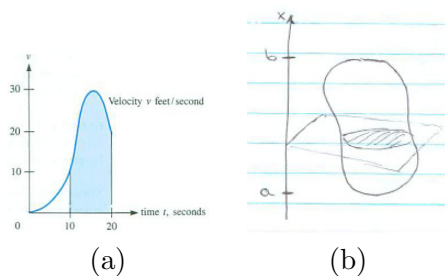 v
30
Velocity v feet/second
20
10
0
10
20
time t, seconds
(a)
x
b
a
(b)